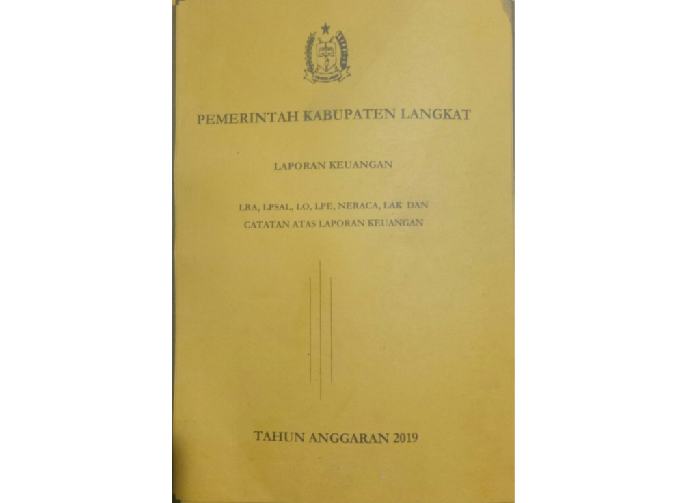 PEMERINTAH KABUPATEN LANGKAT
LAPORAN KEUANGAN
LRA, LPSAL, LO, LPE, NERACA, LAK DAN
CATATAN ATAS LAPORAN KEUANGAN
TAHUN ANGGARAN 2019